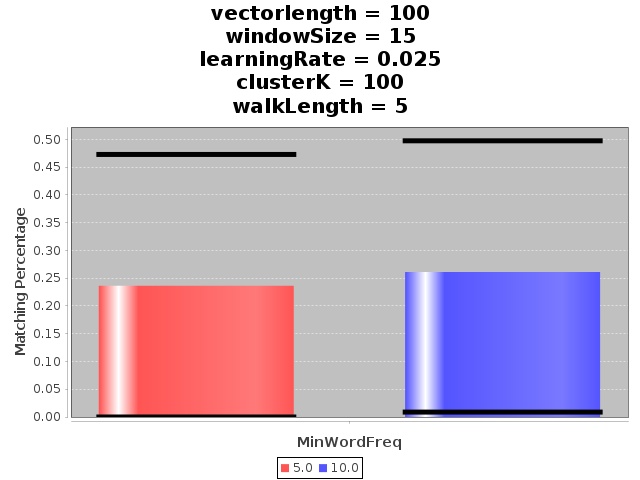 vectorlength = 100
windowSize = 15
learningRate = 0.025
clusterK = 100
walkLength = 5
Matching Percentage
0.50
0.45
0.40
0.35
0.30
0.25
0.20
0.15
0.10
0.05
0.00
MinWordFreq
5.0 10.0